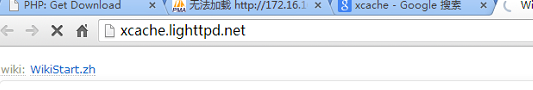 PHP: Get Download
无法加载 http://172.16.1
xcache - Google 搜索
Wi
xcache.lighttpd.net
wiki: WikiStart.zh